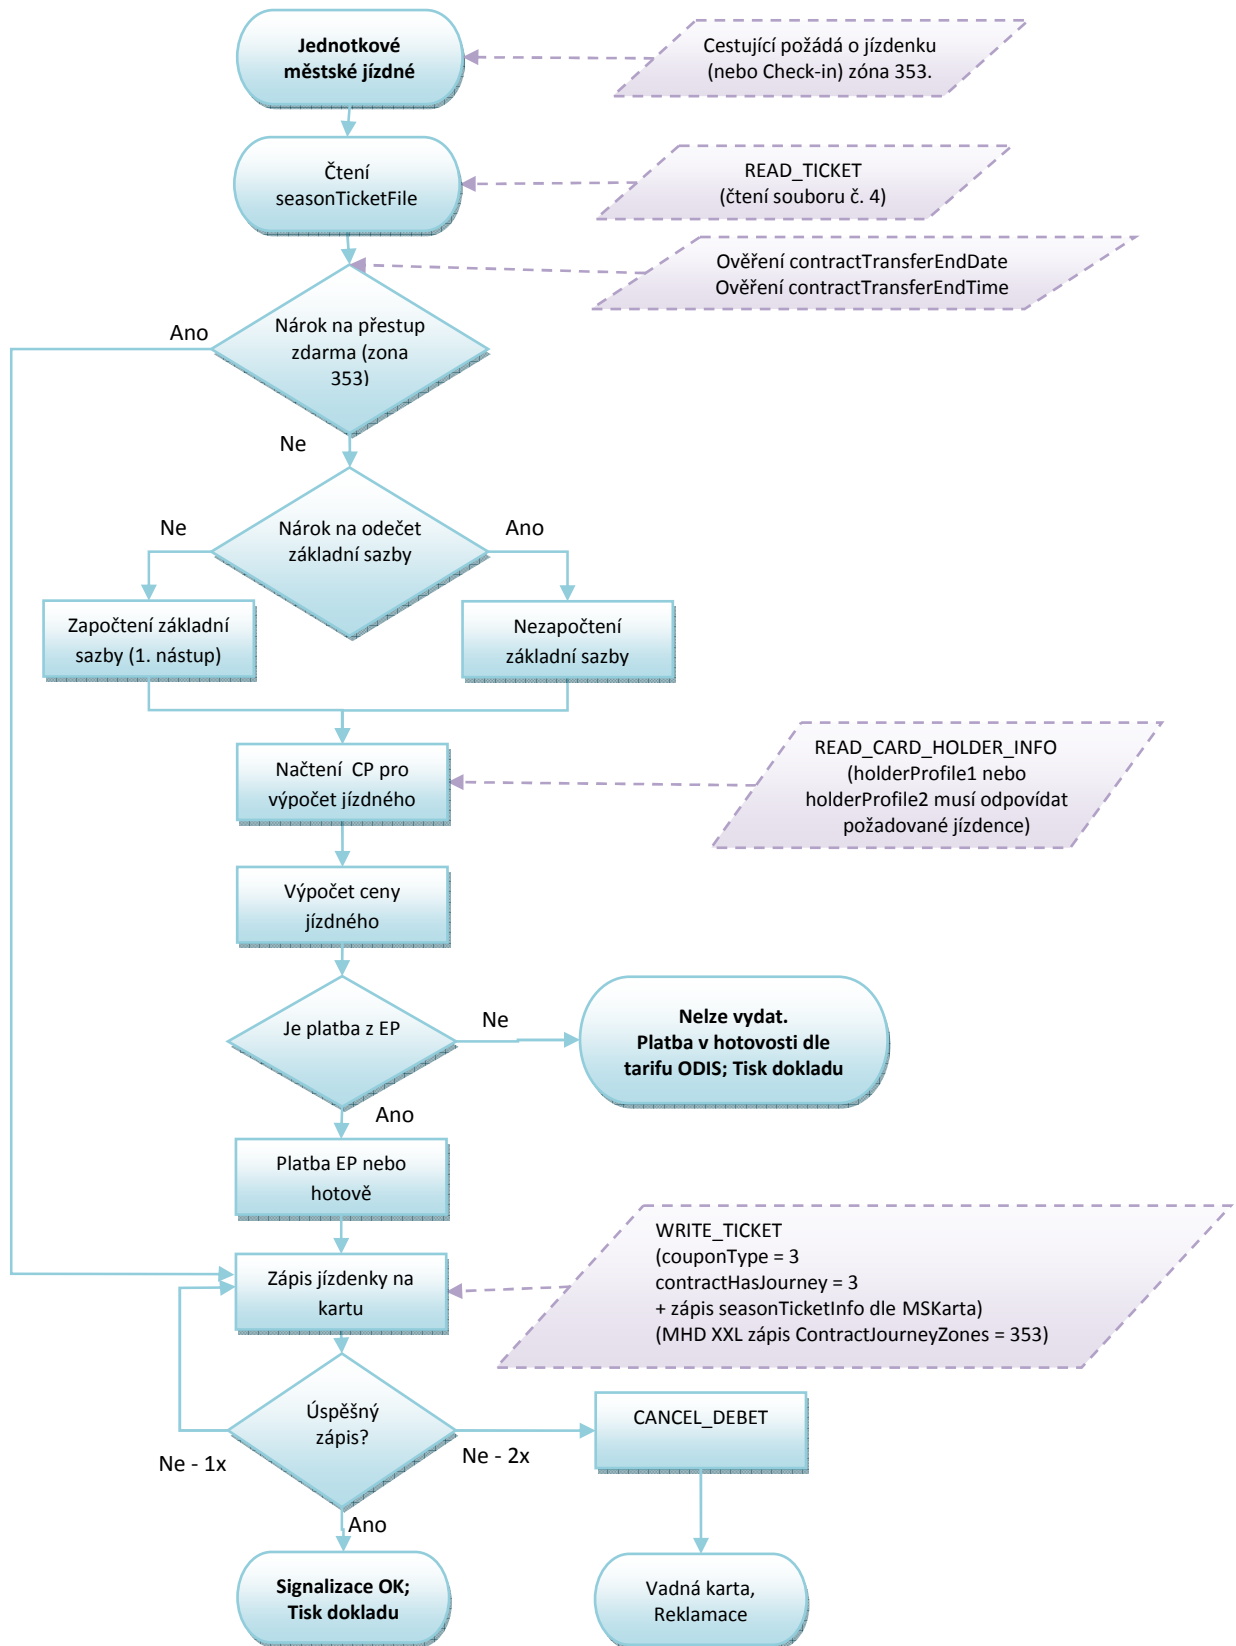 Jednotkové
městské jízdné
Cestující požádá o jízdenku
(nebo Check-in) zóna 353.
Čtení
seasonTicketFile
READ_TICKET
(čtení souboru č. 4)
Ověření contractTransferEndDate
Ověření contractTransferEndTime
Ano
Nárok na přestup
zdarma (zona
353)
Ne
Ne
Nárok na odečet
základní sazby
Ano
Započtení základní
sazby (1. nástup)
Nezapočtení
základní sazby
Načtení  CP pro
výpočet jízdného
READ_CARD_HOLDER_INFO
(holderProfile1 nebo
holderProfile2 musí odpovídat
požadované jízdence)
Výpočet ceny
jízdného
Je platba z EP
Ne
Nelze vydat.
Platba v hotovosti dle
tarifu ODIS; Tisk dokladu
Ano
Platba EP nebo
hotově
WRITE_TICKET
(couponType = 3
contractHasJourney = 3
+ zápis seasonTicketInfo dle MSKarta)
(MHD XXL zápis ContractJourneyZones = 353)
Zápis jízdenky na
kartu
Úspěšný
zápis?
Ne - 1x
Ne - 2x
CANCEL_DEBET
Ano
Signalizace OK;
Tisk dokladu
Vadná karta,
Reklamace